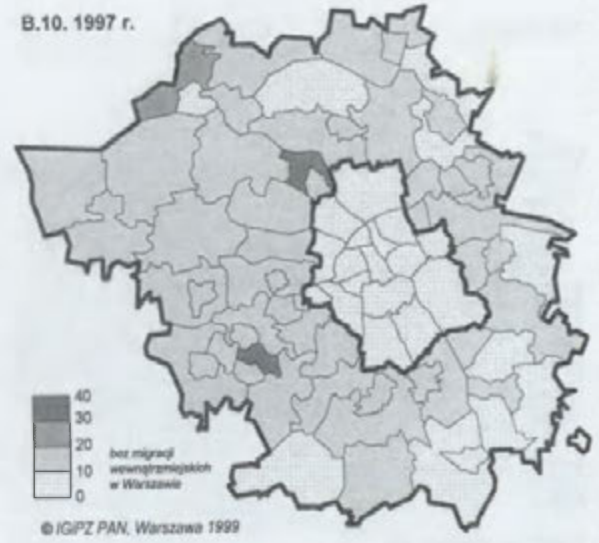 B.10. 1997 r.
40
30
20
10
0
bez migracji
wewnątrzmiejskich
w Warszawie
© IGiPZ PAN, Warszawa 1999